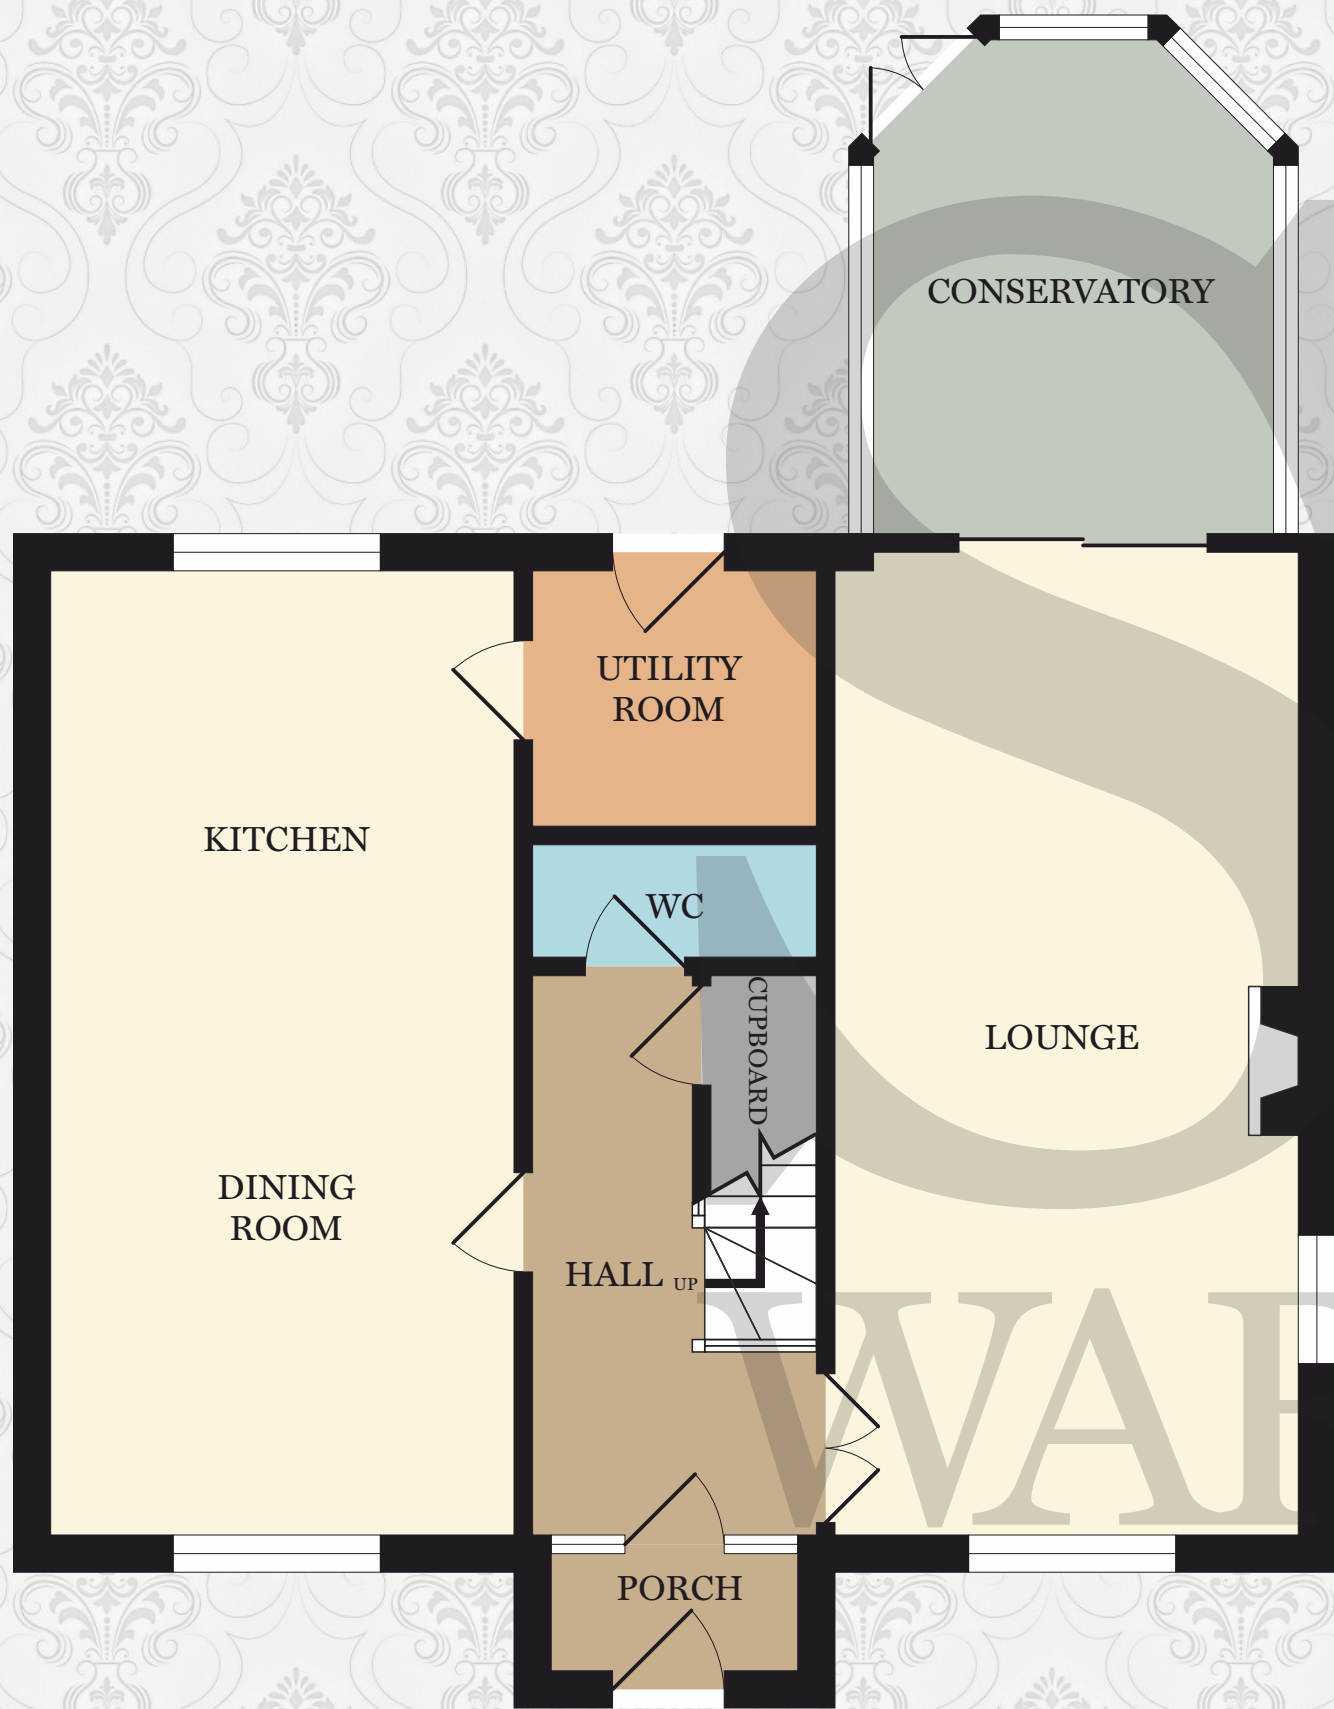 CONSERVATORY
UTILITY
ROOM
KITCHEN
WC
CUPBOARD
LOUNGE
DINING
ROOM
HALL
UP
PORCH